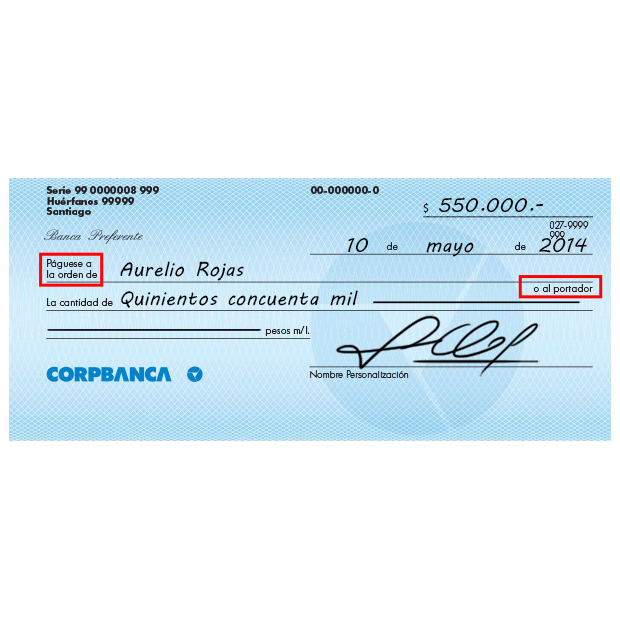 Serie 99 0000008 999
00-000000-0
Huérfanos 99999
Santiago
$ 550.000.-
027-9999
999
Banca Preferente
10 de mayo de 2014
Páguese a
la orden de Aurelio Rojas
o al portador
La cantidad de Quinientos concuenta mil
pesos m/l.
CORPBANCA
Nombre Personalización